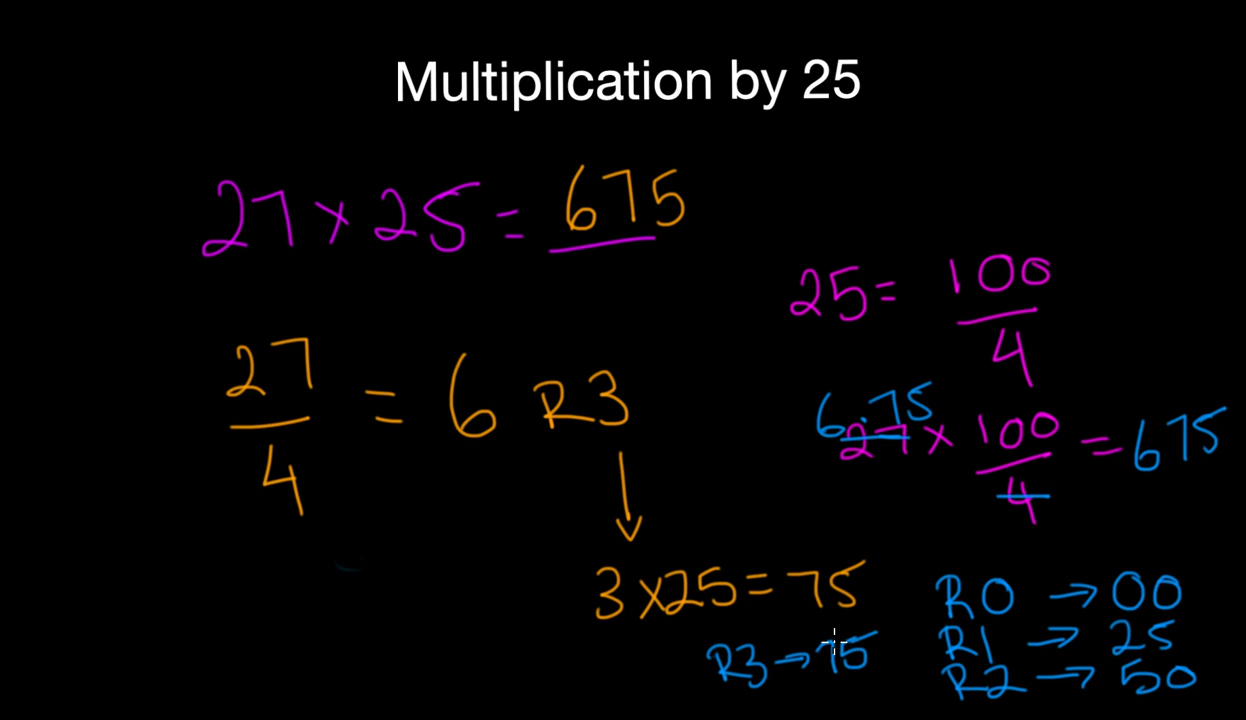 Multiplication by 25
27 x 25 = 675
25 = 100/4
27/4 = 6 R3
6.75
27 x 100/4 = 675
3 x 25 = 75
R0 → 00
R1 → 25
R3 → 75
R2 → 50